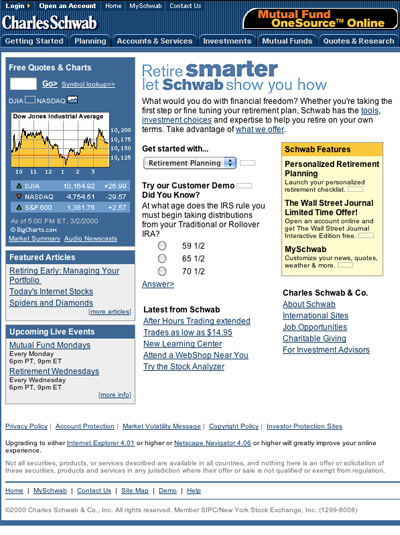 Login | Open an Account | Home | MySchwab | Contact Us
Charles Schwab
Mutual Fund
OneSource™ Online
Getting Started | Planning | Accounts & Services | Investments | Mutual Funds | Quotes & Research
Free Quotes & Charts
Go> Symbol lookup>>
DJIA NASDAQ
Dow Jones Industrial Average
10,200
10,175
10,150
10,125
10 11 12 1 2 3
DJIA 10,164.92 +26.99
NASDAQ 4,754.51 -29.57
S&P 500 1,381.76 +2.57
As of 5:00 PM ET, 3/2/2000
© BigCharts.com
Market Summary Audio Newscasts
Featured Articles
Retiring Early: Managing Your
Portfolio
Today's Internet Stocks
Spiders and Diamonds
[more articles]
Upcoming Live Events
Mutual Fund Mondays
Every Monday
6pm PT, 9pm ET
Retirement Wednesdays
Every Wednesday
6pm PT, 9pm ET
[more info]
Retire smarter
let Schwab show you how
What would you do with financial freedom? Whether you're taking the
first step or fine tuning your retirement plan, Schwab has the tools,
investment choices and expertise to help you retire on your own
terms. Take advantage of what we offer.
Get started with...
Retirement Planning
Try our Customer Demo
Did You Know?
At what age does the IRS rule you
must begin taking distributions
from your Traditional or Rollover
IRA?
59 1/2
65
70 1/2
Answer>
Latest from Schwab
After Hours Trading extended
Trades as low as $14.95
New Learning Center
Attend a WebShop Near You
Try the Stock Analyzer
Schwab Features
Personalized Retirement
Planning
Launch your personalized
retirement checklist.
The Wall Street Journal
Limited Time Offer!
Open an account online and
get The Wall Street Journal
Interactive Edition free.
MySchwab
Customize your news, quotes,
weather & more.
Charles Schwab & Co.
About Schwab
International Sites
Job Opportunities
Charitable Giving
For Investment Advisors
Privacy Policy | Account Protection | Market Volatility Message | Copyright Policy | Investor Protection Sites
Upgrading to either Internet Explorer 4.01 or higher or Netscape Navigator 4.06 or higher will greatly improve your online
experience.
Not all securities, products, or services described are available in all countries, and nothing here is an offer or solicitation of
these securities, products and services in any jurisdiction where their offer or sale is not qualified or exempt from regulation.
Home | MySchwab | Contact Us | Site Map | Demo | Help
©2000 Charles Schwab & Co., Inc. All rights reserved. Member SIPC/New York Stock Exchange, Inc. (1299-8008)